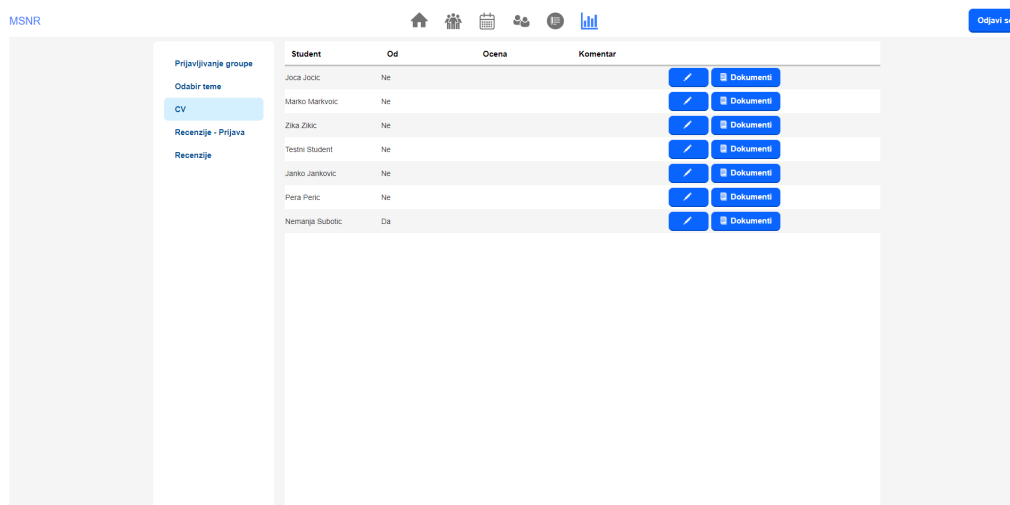 MSNR
Odjavi s
Prijavljivanje groupe
Odabir teme
CV
Recenzije - Prijava
Recenzije
Student Od Ocena Komentar
Joca Jocic Ne Dokumenti
Marko Markvoic Ne Dokumenti
Zika Zikic Ne Dokumenti
Testni Student Ne Dokumenti
Janko Jankovic Ne Dokumenti
Pera Peric Ne Dokumenti
Nemanja Subotic Da Dokumenti